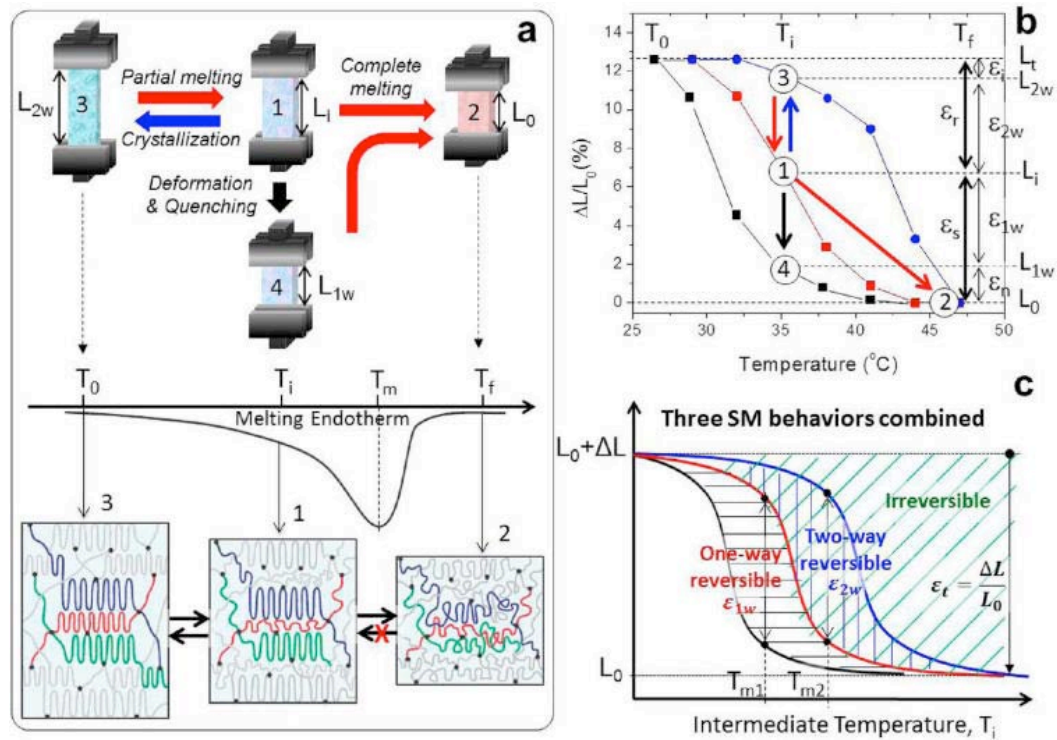 a
Partial melting
Complete
melting
L2w
3
1
Li
2
L0
Crystallization
Deformation
& Quenching
4
L1w
T0
Ti
Tm
Tf
Melting Endotherm
3
1
2
b
T0
Ti
Tf
14
12
10
8
6
4
2
0
ΔL/L0(%)
3
1
4
2
Lt
L2w
Li
L1w
L0
εi
εr
ε2w
εs
ε1w
εn
25
30
35
40
45
50
Temperature (°C)
c
Three SM behaviors combined
L0+ΔL
Irreversible
One-way
reversible
ε1w
Two-way
reversible
ε2w
εt = ΔL/L0
L0
Tm1
Tm2
Intermediate Temperature, Ti